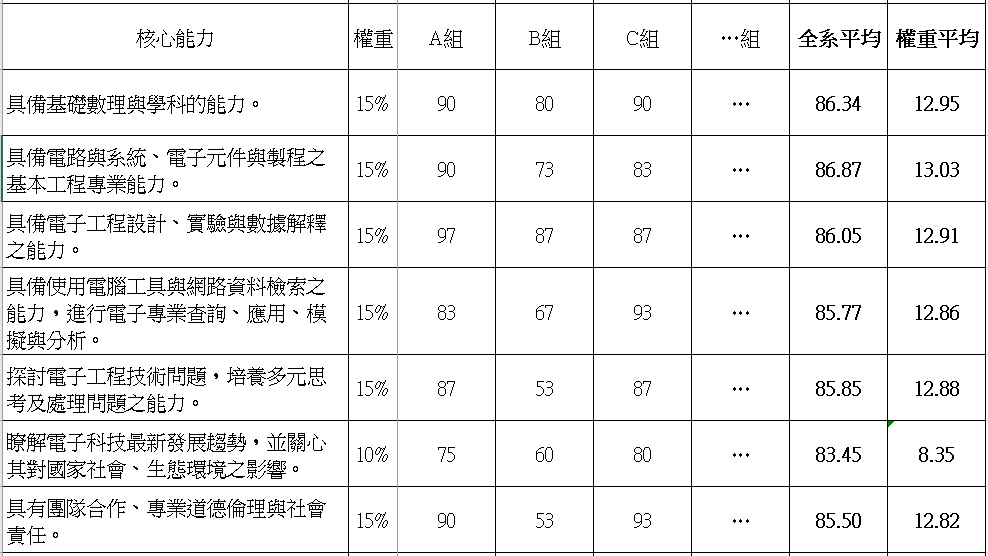 核心能力 權重 A組 B組 C組 …組 全系平均 權重平均
具備基礎數理與學科的能力。 15% 90 80 90 … 86.34 12.95
具備電路與系統、電子元件與製程之
基本工程專業能力。 15% 90 73 83 … 86.87 13.03
具備電子工程設計、實驗與數據解釋
之能力。 15% 97 87 87 … 86.05 12.91
具備使用電腦工具與網路資料檢索之
能力，進行電子專業查詢、應用、模 15% 83 67 93 … 85.77 12.86
擬與分析。
探討電子工程技術問題，培養多元思
考及處理問題之能力。 15% 87 53 87 … 85.85 12.88
瞭解電子科技最新發展趨勢，並關心
其對國家社會、生態環境之影響。 10% 75 60 80 … 83.45 8.35
具有團隊合作、專業道德倫理與社會
責任。 15% 90 53 93 … 85.50 12.82